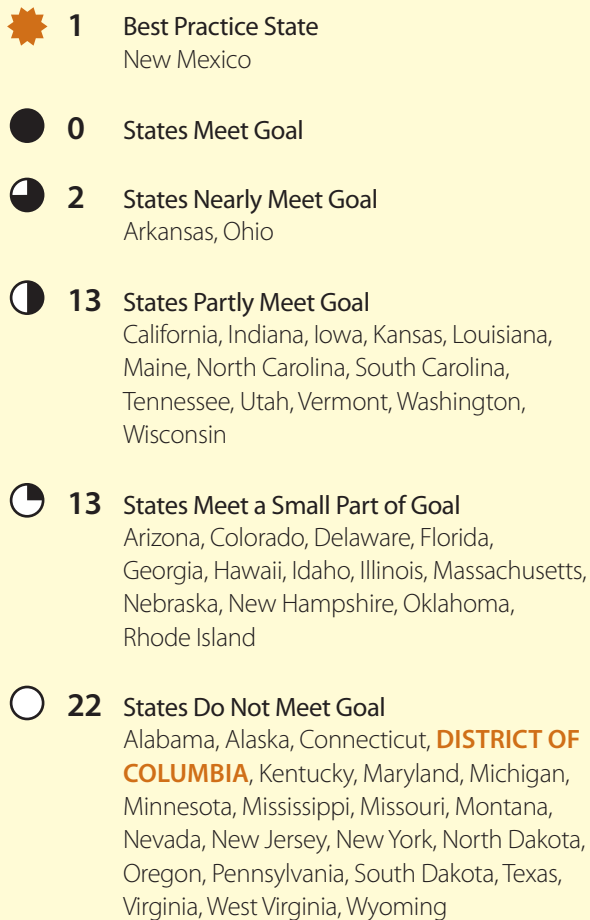 1 Best Practice State
New Mexico
0 States Meet Goal
2 States Nearly Meet Goal
Arkansas, Ohio
13 States Partly Meet Goal
California, Indiana, Iowa, Kansas, Louisiana,
Maine, North Carolina, South Carolina,
Tennessee, Utah, Vermont, Washington,
Wisconsin
13 States Meet a Small Part of Goal
Arizona, Colorado, Delaware, Florida,
Georgia, Hawaii, Idaho, Illinois, Massachusetts,
Nebraska, New Hampshire, Oklahoma,
Rhode Island
22 States Do Not Meet Goal
Alabama, Alaska, Connecticut, DISTRICT OF
COLUMBIA, Kentucky, Maryland, Michigan,
Minnesota, Mississippi, Missouri, Montana,
Nevada, New Jersey, New York, North Dakota,
Oregon, Pennsylvania, South Dakota, Texas,
Virginia, West Virginia, Wyoming